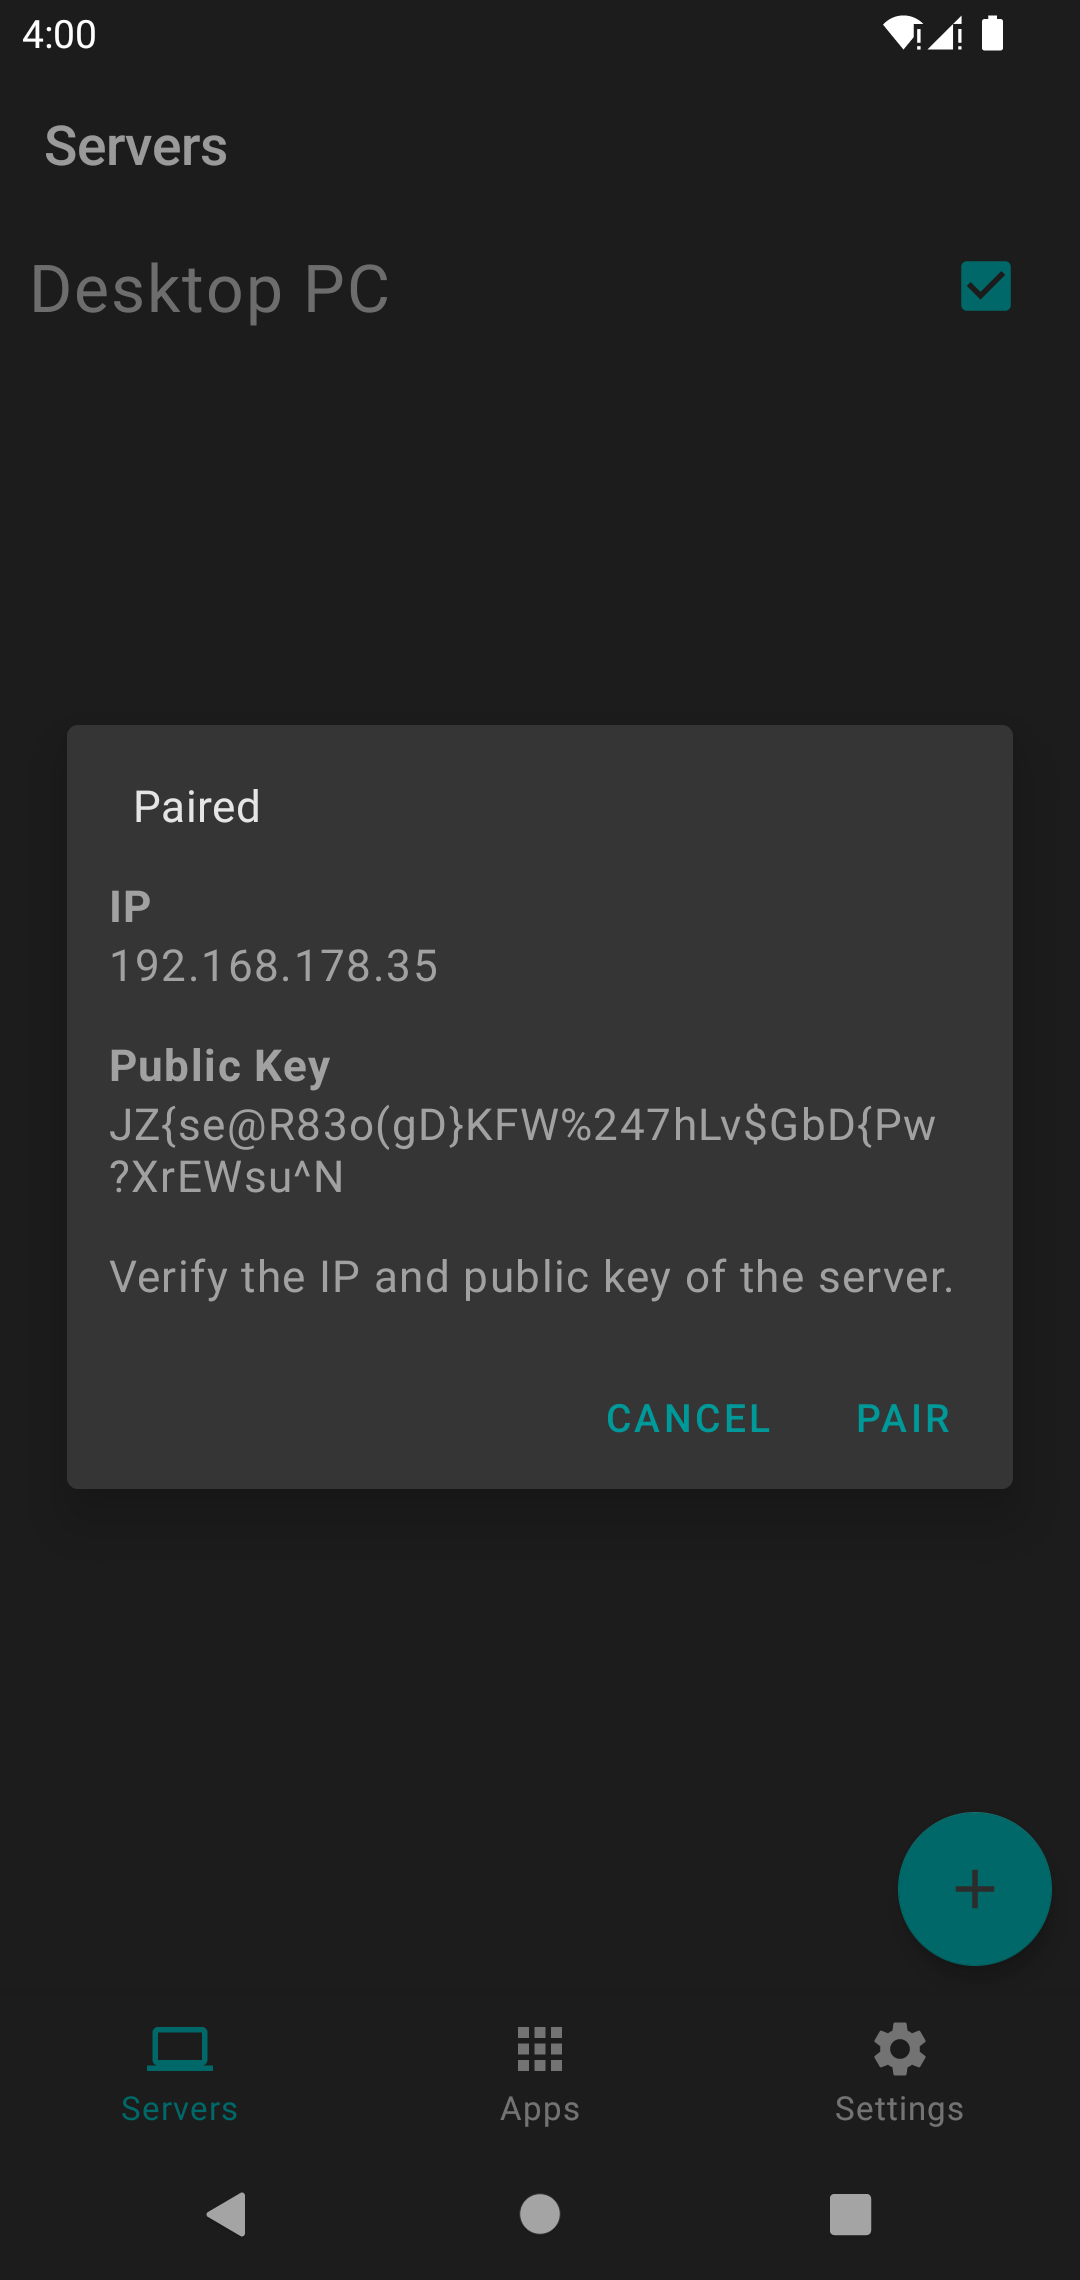 4:00
Servers
Desktop PC
Paired
IP
192.168.178.35
Public Key
JZ{se@R83o(gD}KFW%247hLv$GbD{Pw
?XrEWsu^N
Verify the IP and public key of the server.
CANCEL PAIR
Servers Apps Settings